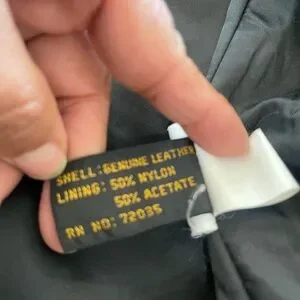 SHELL: GENUINE LEATHER
LINING: 50% NYLON
50% ACETATE
RN NO: 72035